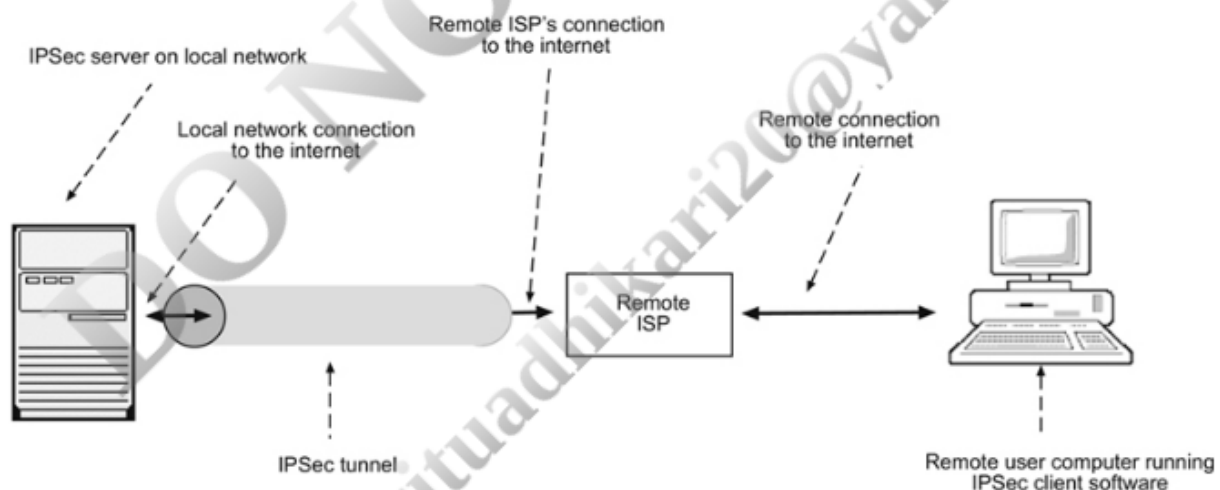 Remote ISP's connection
to the internet
IPSec server on local network
Local network connection
to the internet
Remote connection
to the internet
Remote
ISP
IPSec tunnel
Remote user computer running
IPSec client software
DO